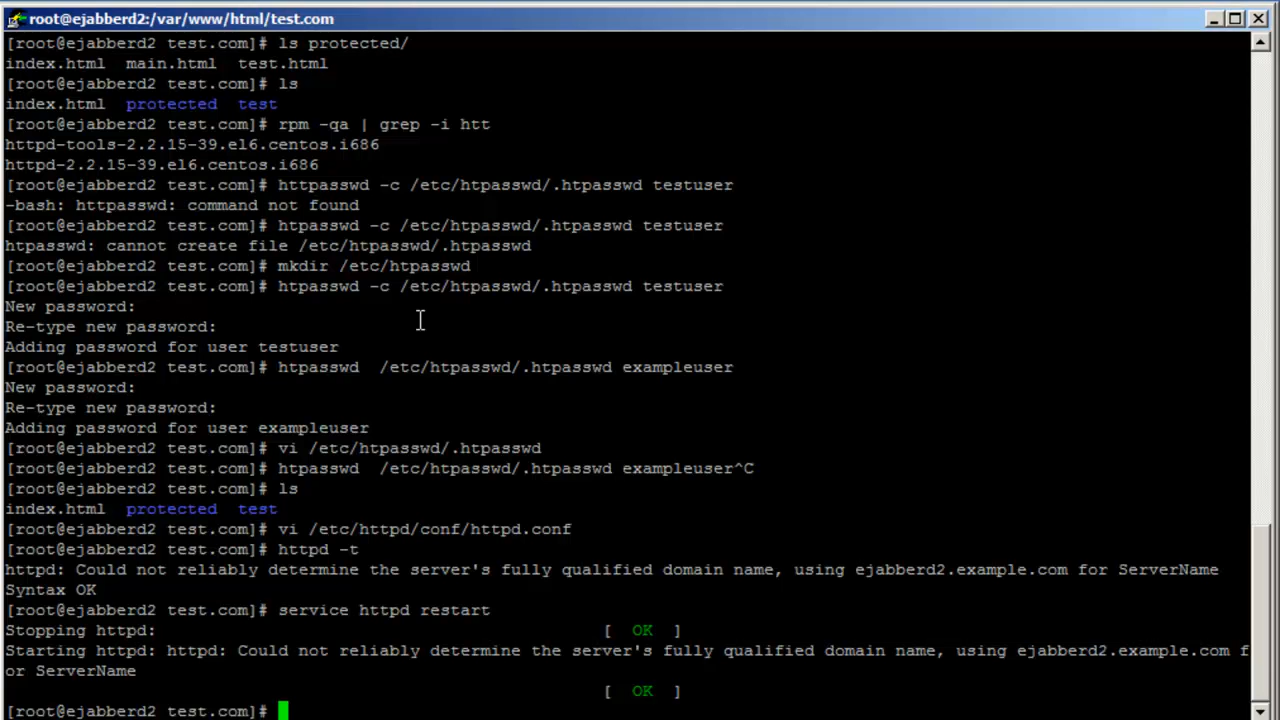 root@ejabberd2:/var/www/html/test.com
[root@ejabberd2 test.com]# ls protected/
index.html  main.html  test.html
[root@ejabberd2 test.com]# ls
index.html  protected  test
[root@ejabberd2 test.com]# rpm -qa | grep -i htt
httpd-tools-2.2.15-39.el6.centos.i686
httpd-2.2.15-39.el6.centos.i686
[root@ejabberd2 test.com]# httpasswd -c /etc/htpasswd/.htpasswd testuser
-bash: httpasswd: command not found
[root@ejabberd2 test.com]# htpasswd -c /etc/htpasswd/.htpasswd testuser
htpasswd: cannot create file /etc/htpasswd/.htpasswd
[root@ejabberd2 test.com]# mkdir /etc/htpasswd
[root@ejabberd2 test.com]# htpasswd -c /etc/htpasswd/.htpasswd testuser
New password:
Re-type new password:
Adding password for user testuser
[root@ejabberd2 test.com]# htpasswd  /etc/htpasswd/.htpasswd exampleuser
New password:
Re-type new password:
Adding password for user exampleuser
[root@ejabberd2 test.com]# vi /etc/htpasswd/.htpasswd
[root@ejabberd2 test.com]# htpasswd  /etc/htpasswd/.htpasswd exampleuser^C
[root@ejabberd2 test.com]# ls
index.html  protected  test
[root@ejabberd2 test.com]# vi /etc/httpd/conf/httpd.conf
[root@ejabberd2 test.com]# httpd -t
httpd: Could not reliably determine the server's fully qualified domain name, using ejabberd2.example.com for ServerName
Syntax OK
[root@ejabberd2 test.com]# service httpd restart
Stopping httpd:                                            [  OK  ]
Starting httpd: httpd: Could not reliably determine the server's fully qualified domain name, using ejabberd2.example.com f
or ServerName
                                                           [  OK  ]
[root@ejabberd2 test.com]#